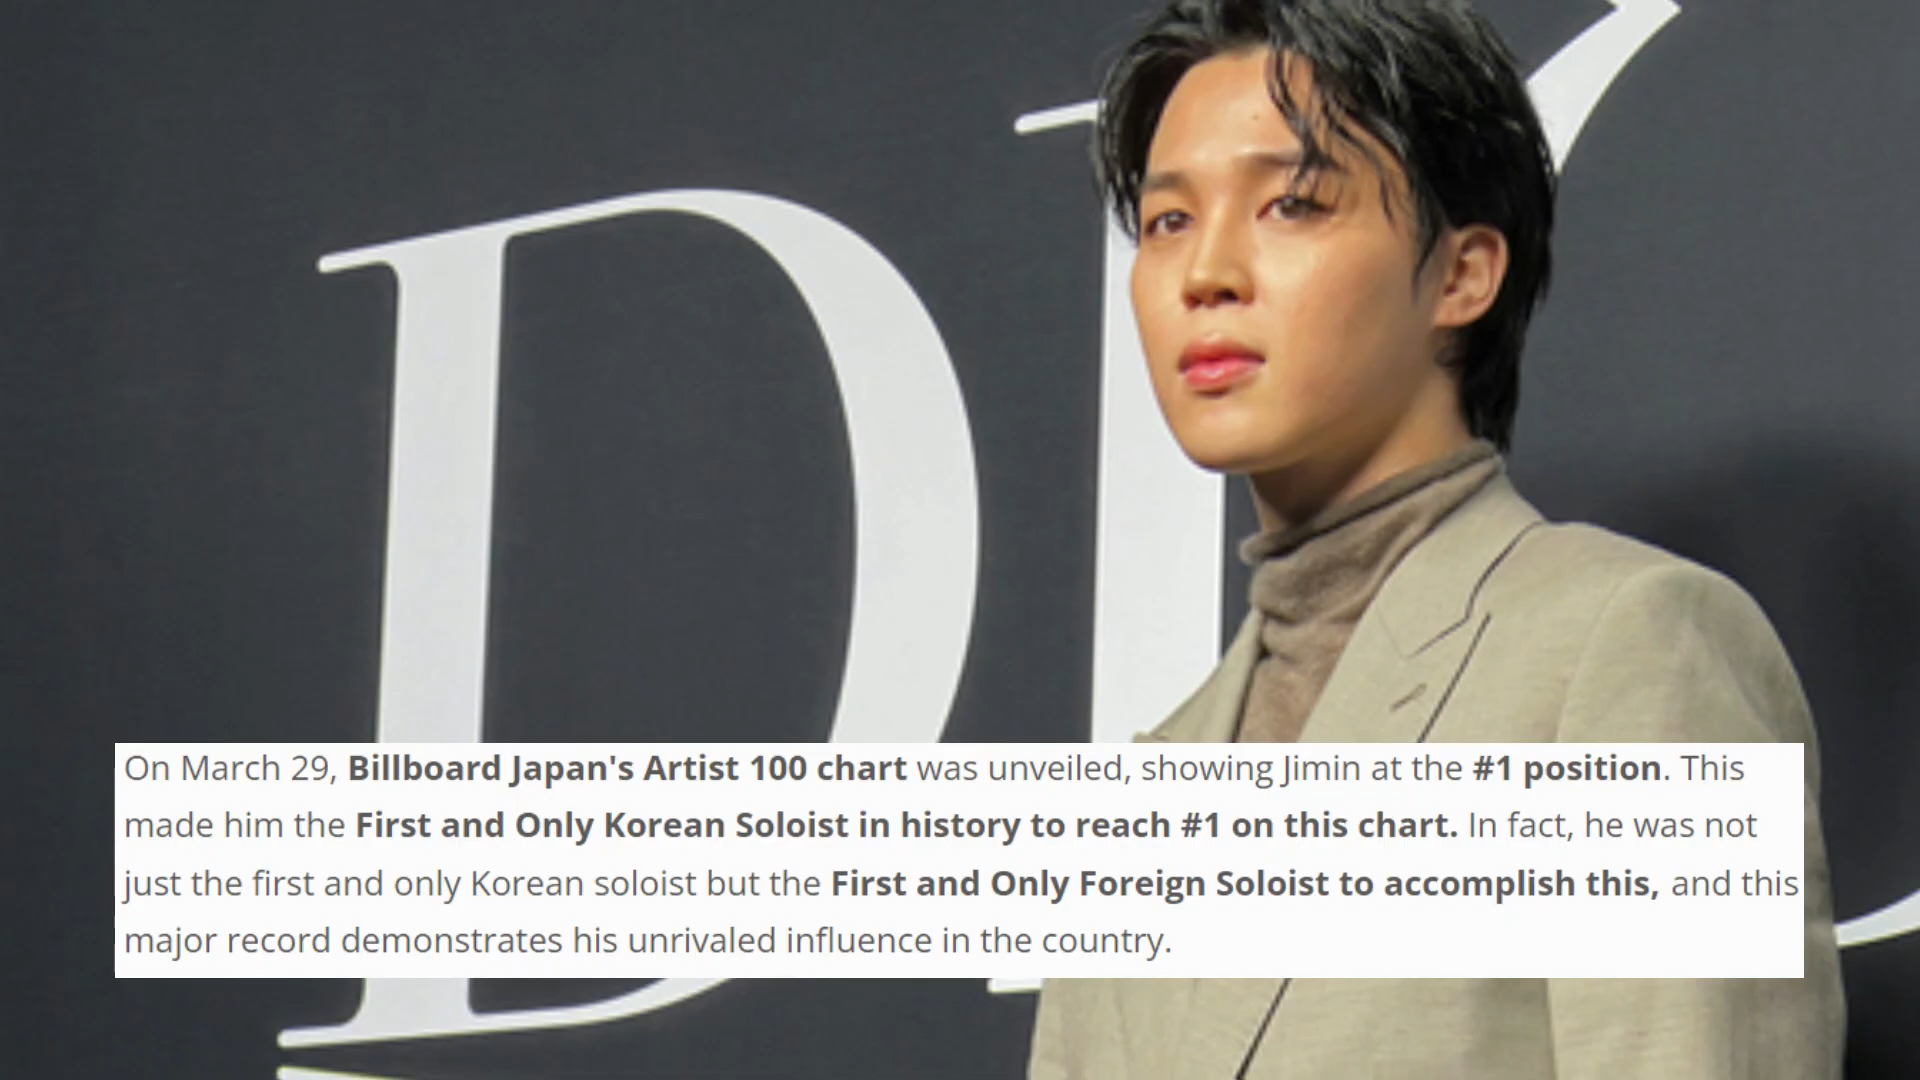 DI
On March 29, Billboard Japan's Artist 100 chart was unveiled, showing Jimin at the #1 position. This
made him the First and Only Korean Soloist in history to reach #1 on this chart. In fact, he was not
just the first and only Korean soloist but the First and Only Foreign Soloist to accomplish this, and this
major record demonstrates his unrivaled influence in the country.